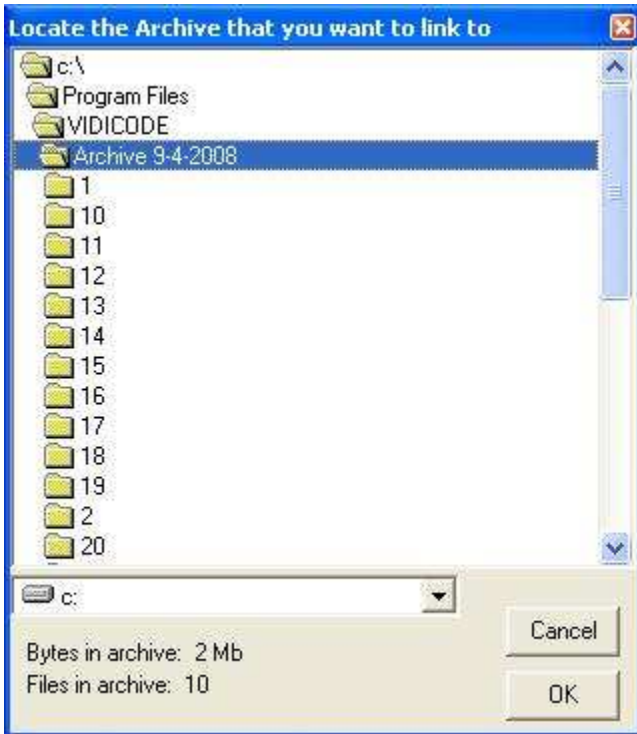 Locate the Archive that you want to link to
c:\
Program Files
VIDICODE
Archive 9-4-2008
1
10
11
12
13
14
15
16
17
18
19
2
20
c:
Cancel
Bytes in archive: 2 Mb
Files in archive: 10
OK